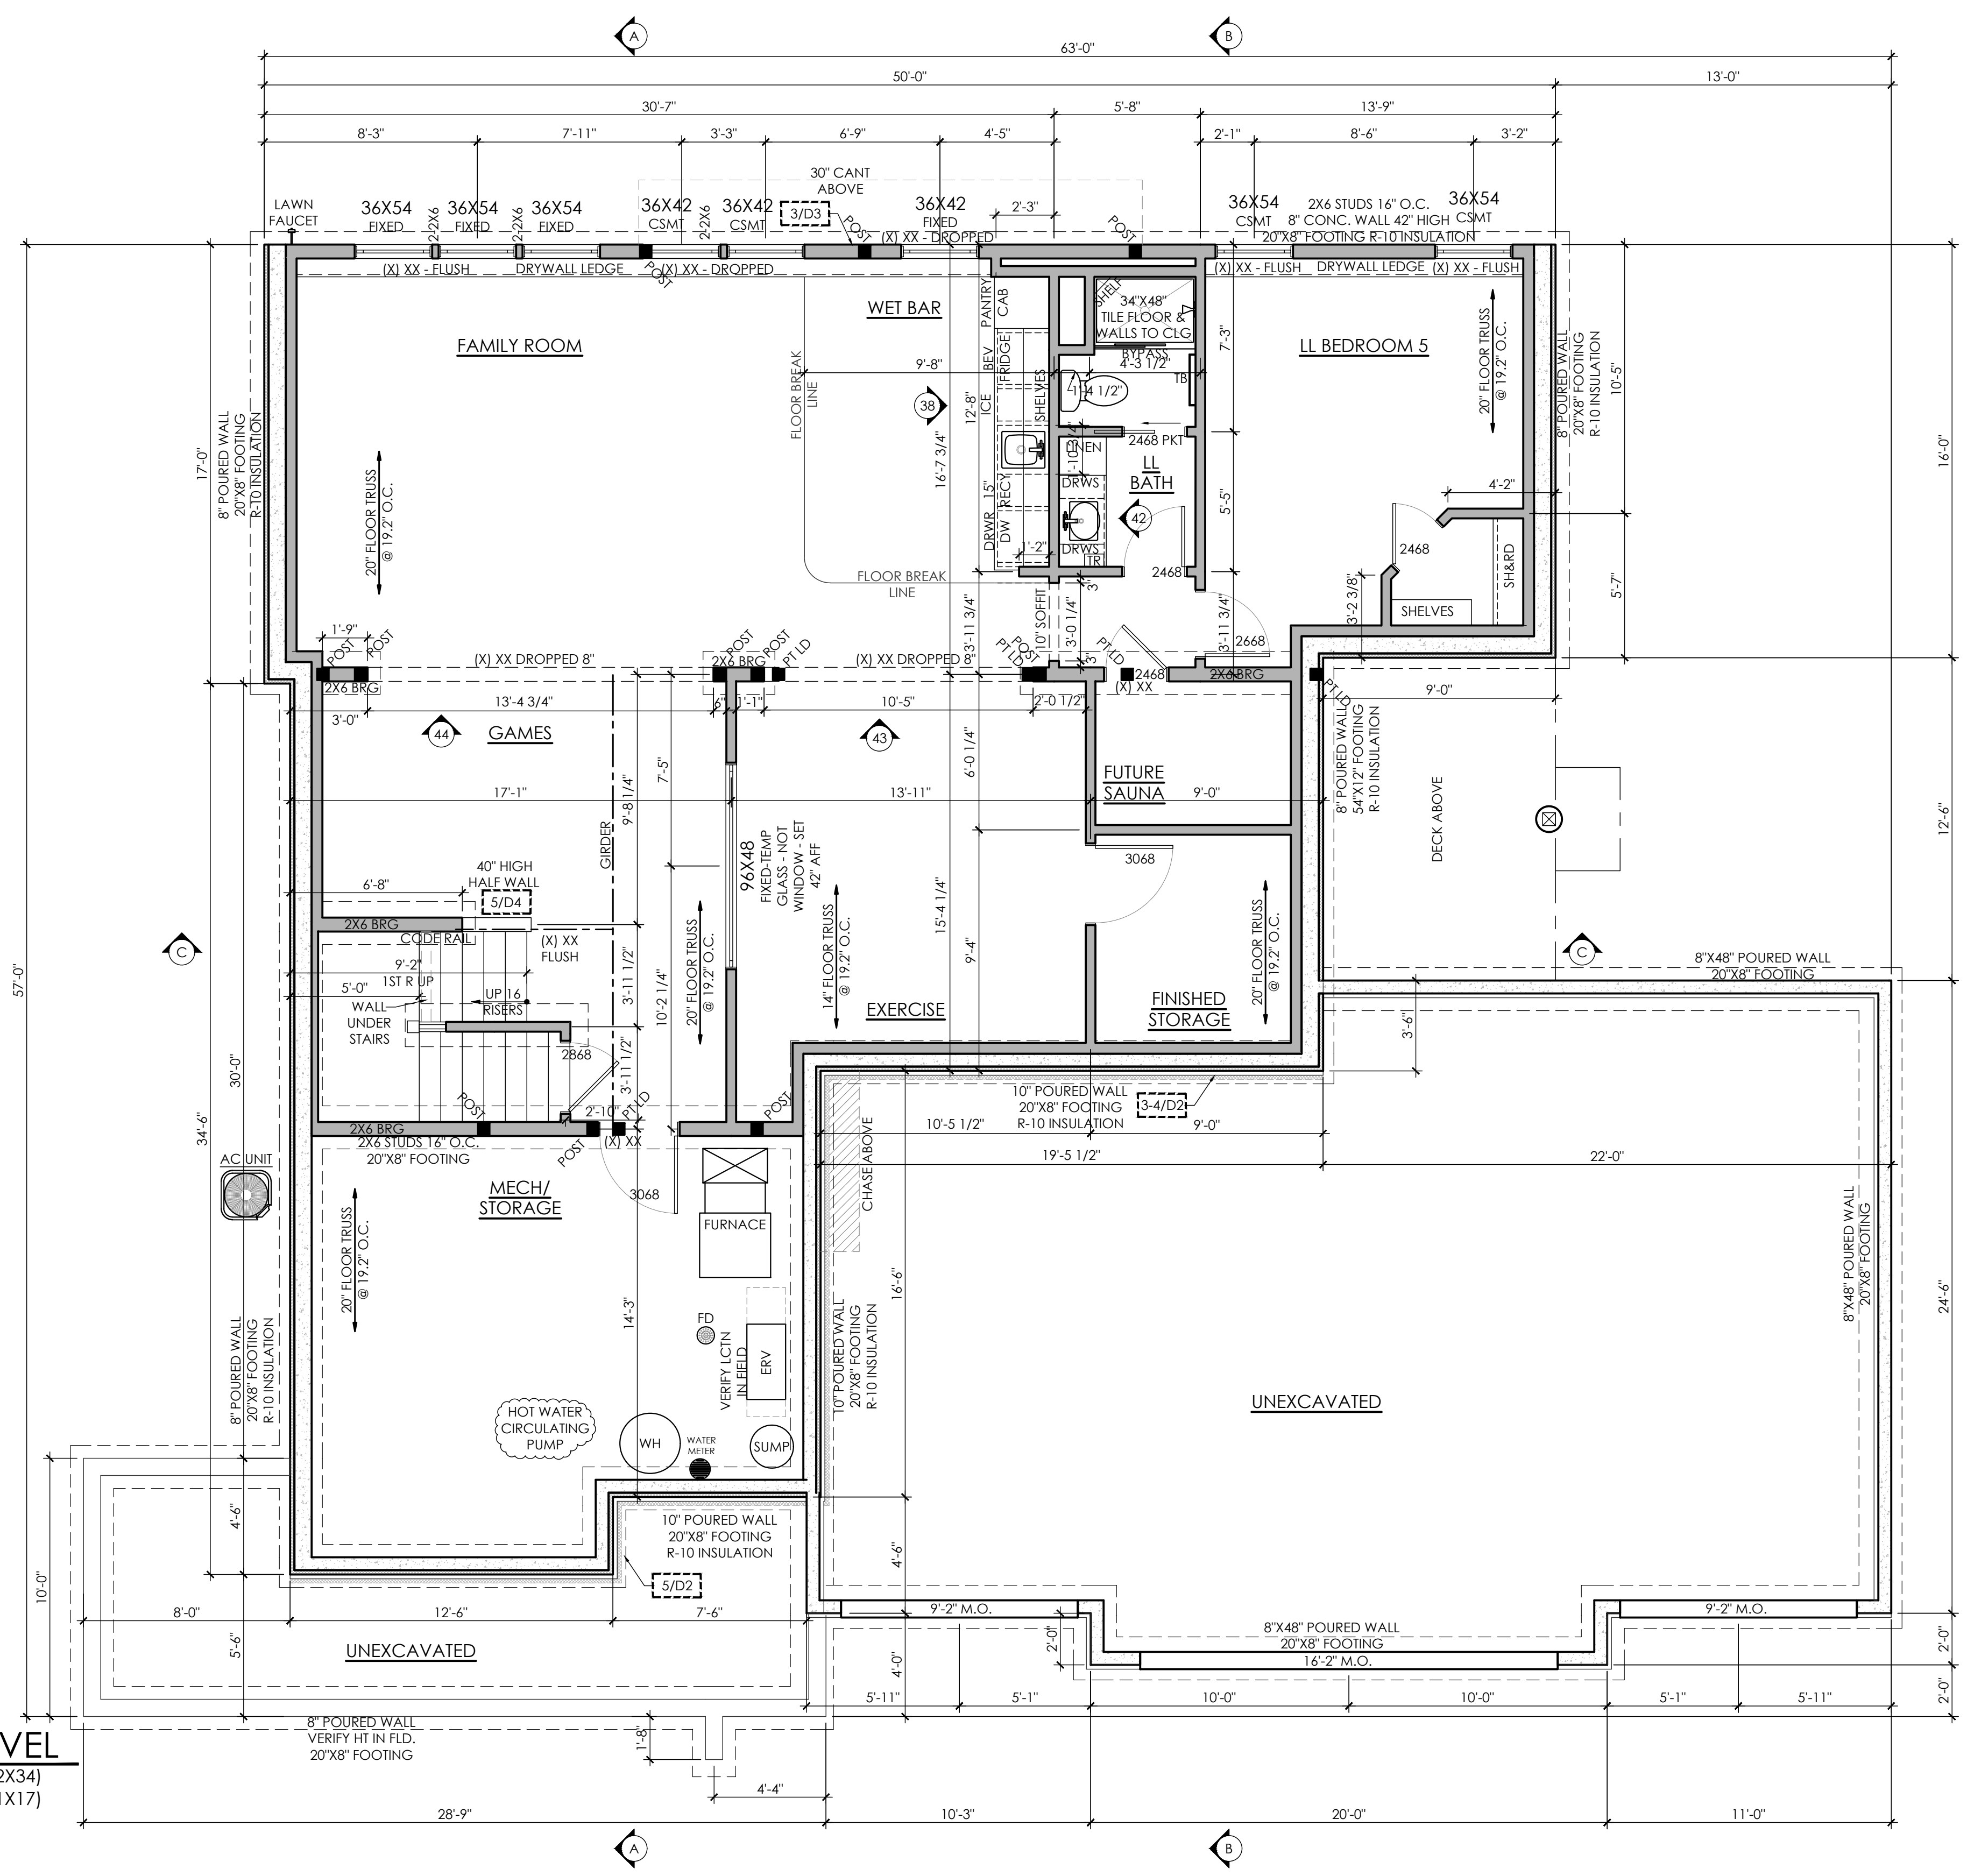 A
B
63'-0"
50'-0"
13'-0"
30'-7"
5'-8"
13'-9"
8'-3"
7'-11"
3'-3"
6'-9"
4'-5"
2'-1"
8'-6"
3'-2"
30" CANT
ABOVE
LAWN
FAUCET
36X54
FIXED
2-2X6
36X54
FIXED
2-2X6
36X54
FIXED
36X42
CSMT
2-2X6
36X42
CSMT
3/D3
POST
36X42
FIXED
(X) XX - DROPPED
2'-3"
POST
36X54
CSMT
2X6 STUDS 16" O.C.
8" CONC. WALL 42" HIGH
20"X8" FOOTING R-10 INSULATION
36X54
CSMT
(X) XX - FLUSH
DRYWALL LEDGE
POST
(X) XX - DROPPED
(X) XX - FLUSH
DRYWALL LEDGE
(X) XX - FLUSH
FAMILY ROOM
WET BAR
PANTRY
CAB
BEV
FRIDGE
ICE
SHELVES
DRWR
15"
DW
RECY
SHELF
34"X48"
TILE FLOOR &
WALLS TO CLG
BYPASS
4'-3 1/2"
TB
1'-4 1/2"
9'-8"
FLOOR BREAK
LINE
38
12'-8"
16'-7 3/4"
7'-3"
LL BEDROOM 5
20" FLOOR TRUSS
@ 19.2" O.C.
8" POURED WALL
20"X8" FOOTING
R-10 INSULATION
10'-5"
16'-0"
17'-0"
8" POURED WALL
20"X8" FOOTING
R-10 INSULATION
20" FLOOR TRUSS
@ 19.2" O.C.
2468 PKT
LINEN
LL
BATH
DRWS
42
DRWS
TR
2468
5'-5"
1'-2"
4'-2"
2468
SH&RD
SHELVES
5'-7"
3'-2 3/8"
FLOOR BREAK
LINE
3"
10" SOFFIT
3'-0 1/4"
3"
3'-11 3/4"
3'-11 3/4"
2668
1'-9"
POST
POST
2X6 BRG
(X) XX DROPPED 8"
POST
2X6 BRG
POST
PT LD
(X) XX DROPPED 8"
PT LD
POST
PT LD
2468
(X) XX
2X6 BRG
PT LD
3'-0"
13'-4 3/4"
6"
1'-1"
10'-5"
2'-0 1/2"
9'-0"
44
GAMES
43
6'-0 1/4"
FUTURE
SAUNA
8" POURED WALL
54"X12" FOOTING
R-10 INSULATION
DECK ABOVE
12'-6"
57'-0"
17'-1"
9'-8 1/4"
7'-5"
13'-11"
9'-0"
GIRDER
96X48
FIXED-TEMP
GLASS - NOT
WINDOW - SET
42" AFF
3068
40" HIGH
HALF WALL
5/D4
6'-8"
2X6 BRG
CODE RAIL
(X) XX
FLUSH
9'-2"
1ST R UP
5'-0"
WALL
UNDER
STAIRS
UP 16
RISERS
3'-11 1/2"
10'-2 1/4"
20" FLOOR TRUSS
@ 19.2" O.C.
14" FLOOR TRUSS
@ 19.2" O.C.
15'-4 1/4"
9'-4"
EXERCISE
FINISHED
STORAGE
20" FLOOR TRUSS
@ 19.2" O.C.
C
C
8"X48" POURED WALL
20"X8" FOOTING
3'-6"
30'-0"
34'-6"
2868
3'-11 1/2"
POST
2'-10"
PT LD
POST
2X6 BRG
2X6 STUDS 16" O.C.
20"X8" FOOTING
POST
(X) XX
10" POURED WALL
20"X8" FOOTING
R-10 INSULATION
3-4/D2
10'-5 1/2"
9'-0"
19'-5 1/2"
22'-0"
CHASE ABOVE
AC UNIT
MECH/
STORAGE
3068
FURNACE
20" FLOOR TRUSS
@ 19.2" O.C.
14'-3"
FD
VERIFY LCTN
IN FIELD
ERV
16'-6"
10" POURED WALL
20"X8" FOOTING
R-10 INSULATION
8"X48" POURED WALL
20"X8" FOOTING
24'-6"
8" POURED WALL
20"X8" FOOTING
R-10 INSULATION
HOT WATER
CIRCULATING
PUMP
WH
WATER
METER
SUMP
UNEXCAVATED
4'-6"
10'-0"
10" POURED WALL
20"X8" FOOTING
R-10 INSULATION
5/D2
4'-6"
8'-0"
12'-6"
7'-6"
5'-6"
UNEXCAVATED
9'-2" M.O.
2'-0"
8"X48" POURED WALL
20"X8" FOOTING
16'-2" M.O.
9'-2" M.O.
2'-0"
2'-0"
4'-0"
5'-11"
5'-1"
10'-0"
10'-0"
5'-1"
5'-11"
8" POURED WALL
VERIFY HT IN FLD.
20"X8" FOOTING
1'-8"
4'-4"
VEL
2X34)
1X17)
28'-9"
10'-3"
20'-0"
11'-0"
A
B